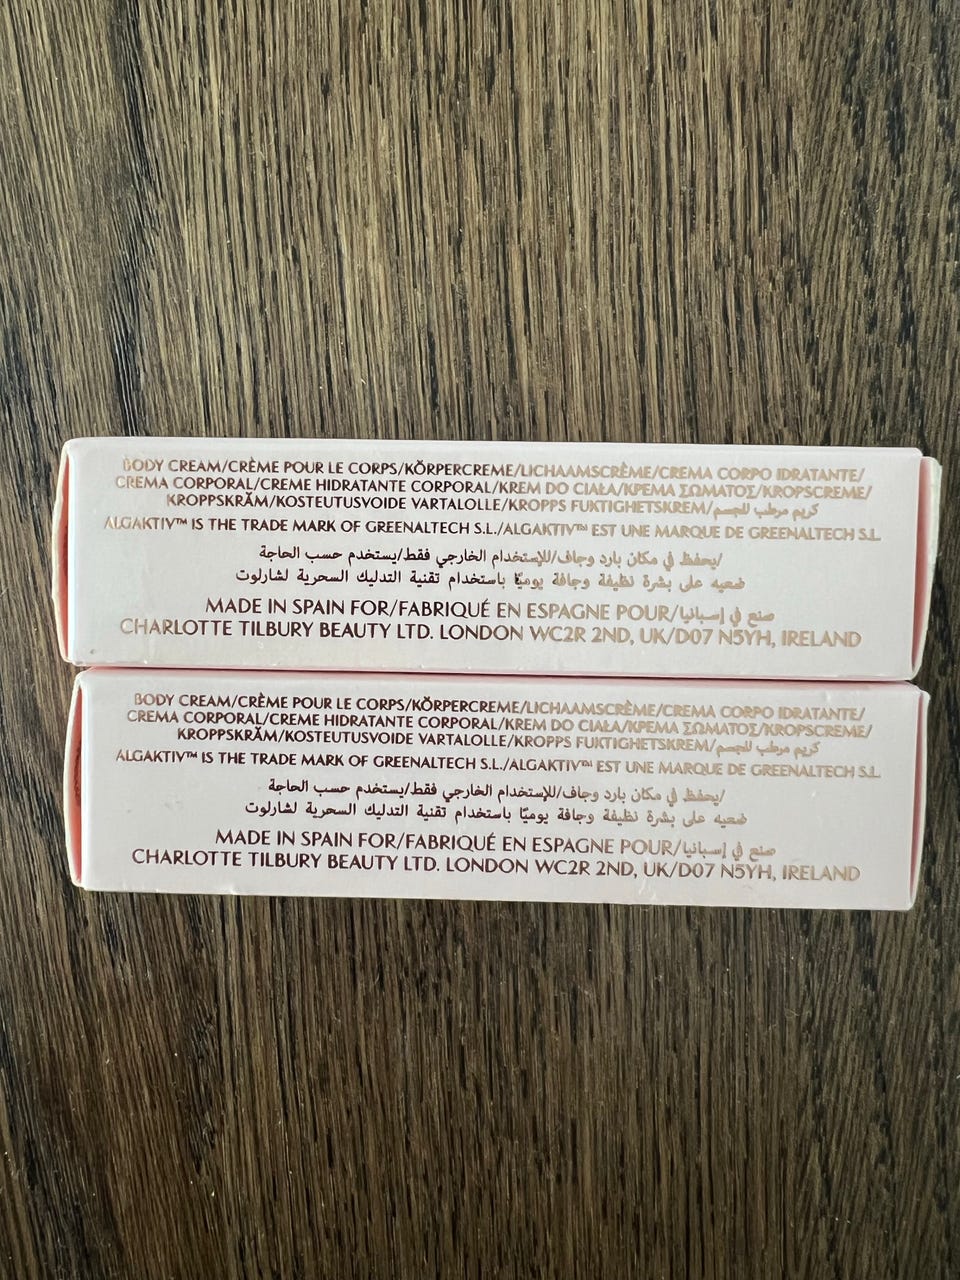 BODY CREAM/CRÈME POUR LE CORPS/KÖRPERCREME/LICHAAMSCRÈME/CREMA CORPO IDRATANTE/
CREMA CORPORAL/CREME HIDRATANTE CORPORAL/KREM DO CIAŁA/ΚΡΕΜΑ ΣΩΜΑΤΟΣ/KROPSCREME/
KROPPSKRÄM/KOSTEUTUSVOIDE VARTALOLLE/KROPPS FUKTIGHETSKREM/كريم مرطب للجسم
ALGAKTIV™ IS THE TRADE MARK OF GREENALTECH S.L./ALGAKTIV™ EST UNE MARQUE DE GREENALTECH S.L.
/يحفظ في مكان بارد وجاف/للإستخدام الخارجي فقط/يستخدم حسب الحاجة
ضعيه على بشرة نظيفة وجافة يوميًا باستخدام تقنية التدليك السحرية لشارلوت
MADE IN SPAIN FOR/FABRIQUÉ EN ESPAGNE POUR/صنع في إسبانيا
CHARLOTTE TILBURY BEAUTY LTD. LONDON WC2R 2ND, UK/D07 N5YH, IRELAND
BODY CREAM/CRÈME POUR LE CORPS/KÖRPERCREME/LICHAAMSCRÈME/CREMA CORPO IDRATANTE/
CREMA CORPORAL/CREME HIDRATANTE CORPORAL/KREM DO CIAŁA/ΚΡΕΜΑ ΣΩΜΑΤΟΣ/KROPSCREME/
KROPPSKRÄM/KOSTEUTUSVOIDE VARTALOLLE/KROPPS FUKTIGHETSKREM/كريم مرطب للجسم
ALGAKTIV™ IS THE TRADE MARK OF GREENALTECH S.L./ALGAKTIV™ EST UNE MARQUE DE GREENALTECH S.L.
/يحفظ في مكان بارد وجاف/للإستخدام الخارجي فقط/يستخدم حسب الحاجة
ضعيه على بشرة نظيفة وجافة يوميًا باستخدام تقنية التدليك السحرية لشارلوت
MADE IN SPAIN FOR/FABRIQUÉ EN ESPAGNE POUR/صنع في إسبانيا
CHARLOTTE TILBURY BEAUTY LTD. LONDON WC2R 2ND, UK/D07 N5YH, IRELAND